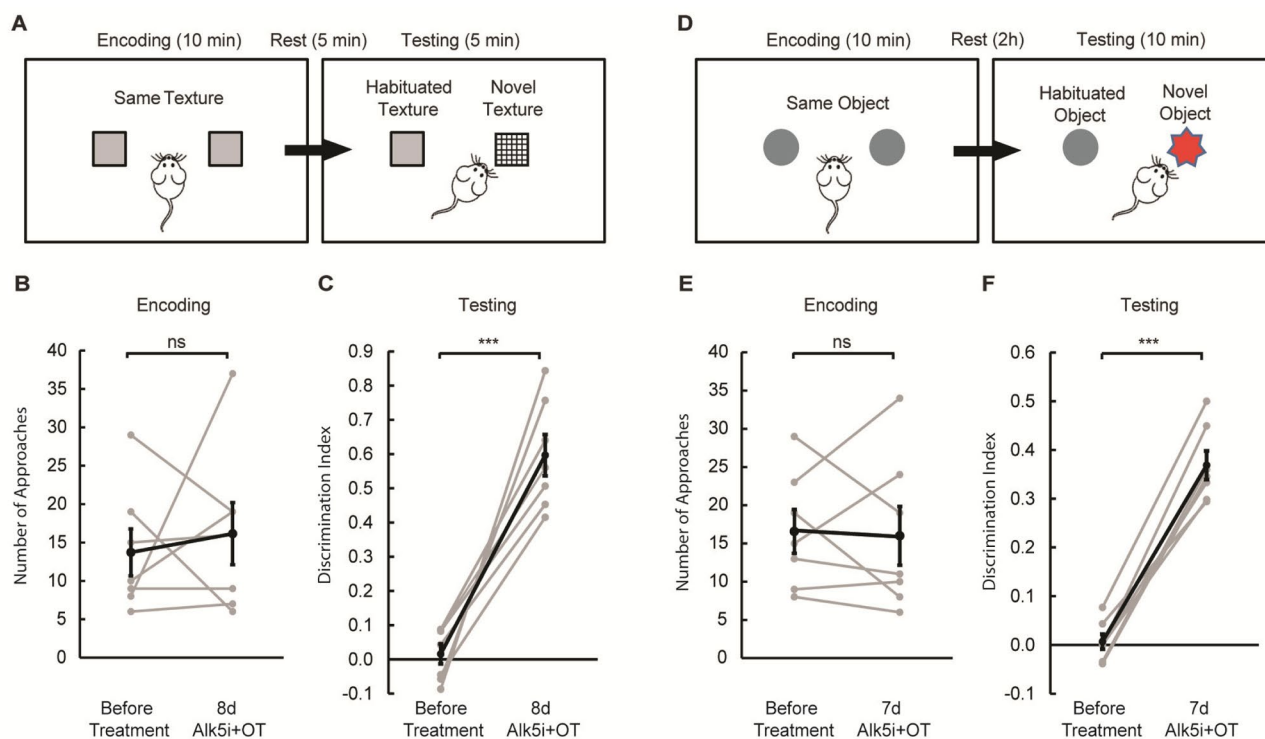 A
Encoding (10 min) Rest (5 min) Testing (5 min)
Same Texture
Habituated Texture
Novel Texture
D
Encoding (10 min) Rest (2h) Testing (10 min)
Same Object
Habituated Object
Novel Object
B
Encoding
ns
Number of Approaches
40
35
30
25
20
15
10
5
0
Before Treatment
8d Alk5i+OT
C
Testing
***
Discrimination Index
0.9
0.8
0.7
0.6
0.5
0.4
0.3
0.2
0.1
0.0
-0.1
Before Treatment
8d Alk5i+OT
E
Encoding
ns
Number of Approaches
40
35
30
25
20
15
10
5
0
Before Treatment
7d Alk5i+OT
F
Testing
***
Discrimination Index
0.6
0.5
0.4
0.3
0.2
0.1
0.0
-0.1
Before Treatment
7d Alk5i+OT